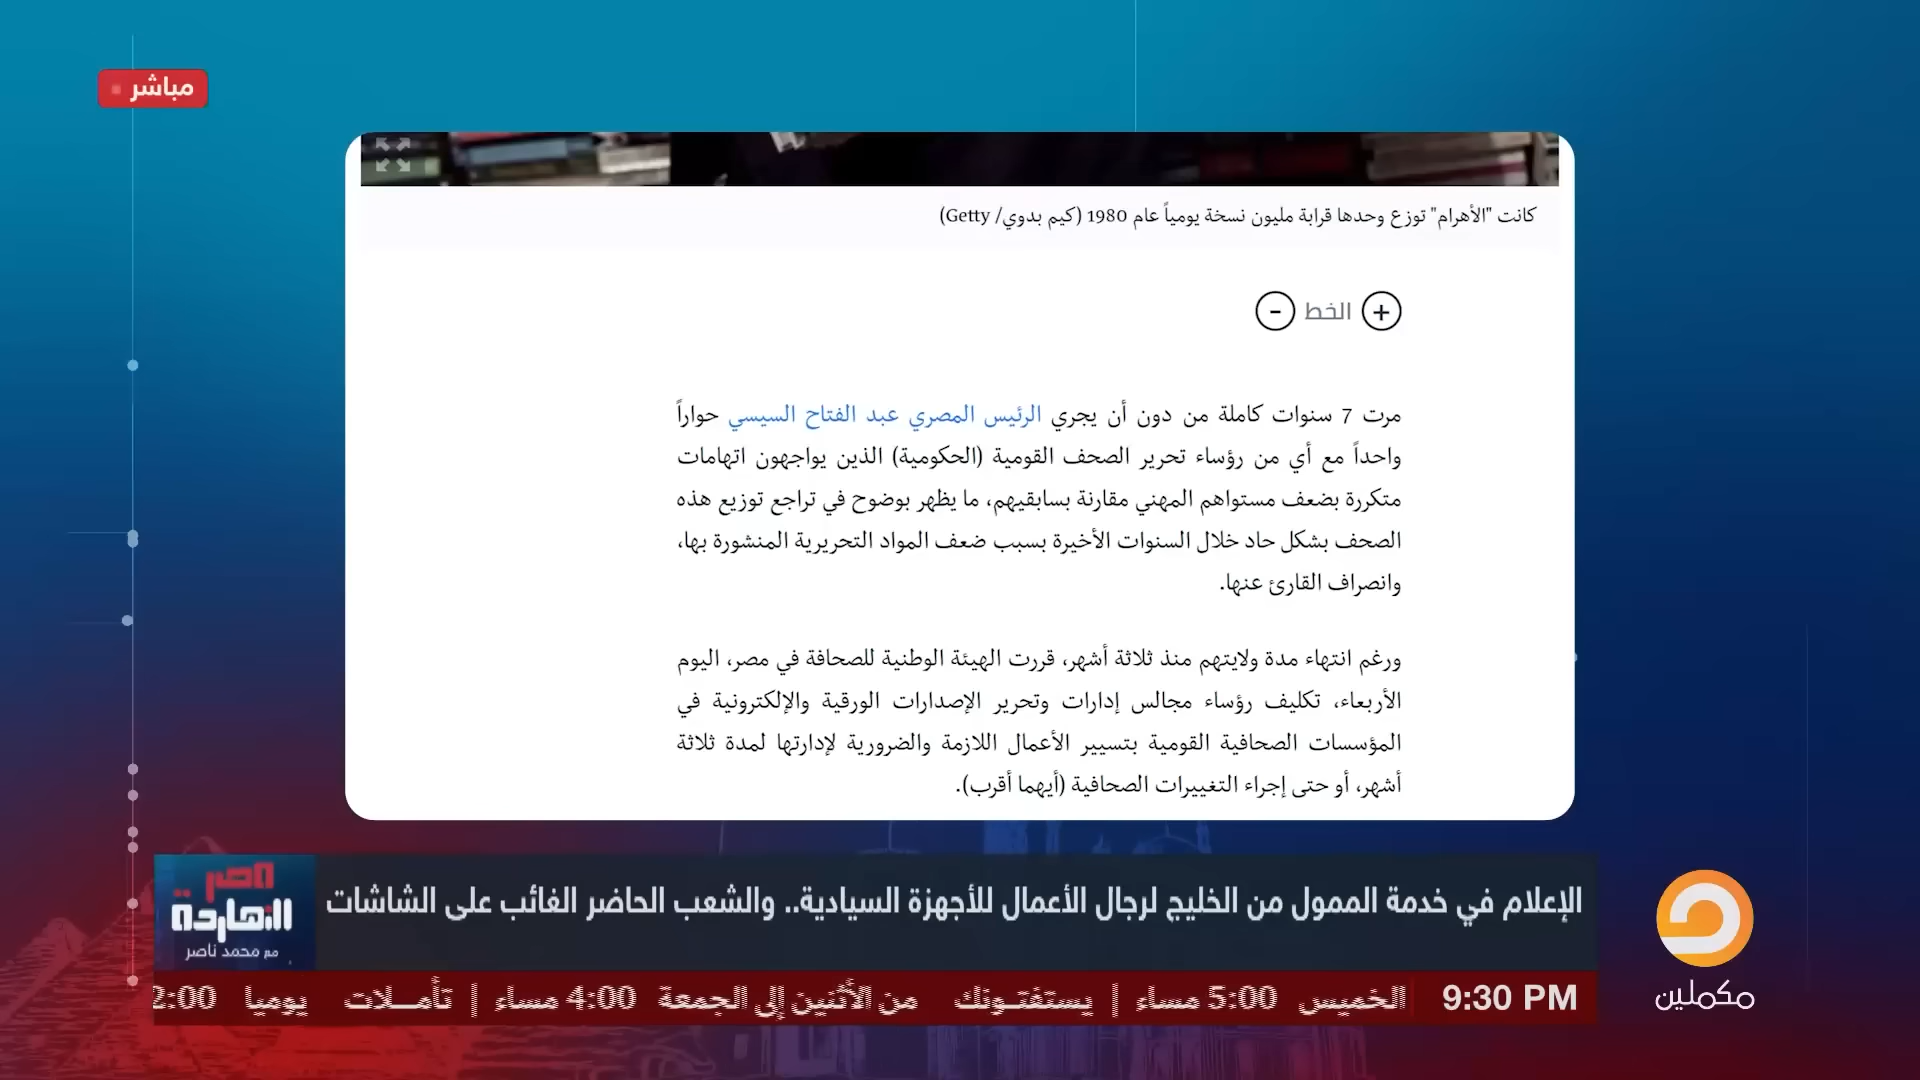 مباشر
كانت "الأهرام" توزع وحدها قرابة مليون نسخة يومياً عام 1980 (كيم بدوي/ Getty)
+ الخط -
مرت 7 سنوات كاملة من دون أن يجري الرئيس المصري عبد الفتاح السيسي حواراً
واحداً مع أي من رؤساء تحرير الصحف القومية (الحكومية) الذين يواجهون اتهامات
متكررة بضعف مستواهم المهني مقارنة بسابقيهم، ما يظهر بوضوح في تراجع توزيع هذه
الصحف بشكل حاد خلال السنوات الأخيرة بسبب ضعف المواد التحريرية المنشورة بها،
وانصراف القارئ عنها.
ورغم انتهاء مدة ولايتهم منذ ثلاثة أشهر، قررت الهيئة الوطنية للصحافة في مصر، اليوم
الأربعاء، تكليف رؤساء مجالس إدارات وتحرير الإصدارات الورقية والإلكترونية في
المؤسسات الصحافية القومية بتسيير الأعمال اللازمة والضرورية لإدارتها لمدة ثلاثة
أشهر، أو حتى إجراء التغييرات الصحافية (أيهما أقرب).
الإعلام في خدمة الممول من الخليج لرجال الأعمال للأجهزة السيادية.. والشعب الحاضر الغائب على الشاشات
مصر
النهاردة
مع محمد ناصر
9:30 PM
الخميس 5:00 مساء | يستفتونك من الأثنين إلى الجمعة 4:00 مساء | تأمـلات يوميا 2:00
مكملين